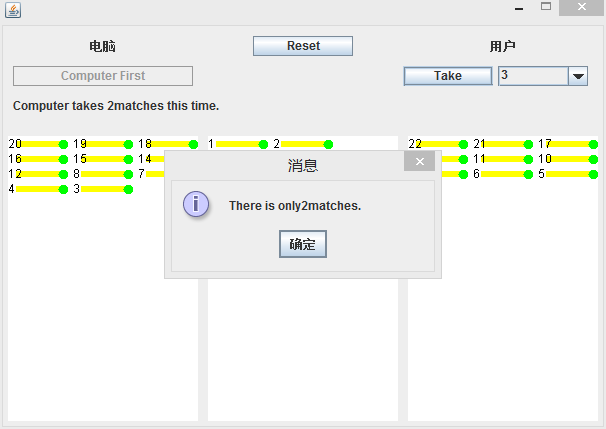 电脑 Reset 用户
Computer First Take 3
Computer takes 2matches this time.
20 19 18 1 2 22 21 17
16 15 14 11 10
12 8 7 6 5
4 3
消息
There is only2matches.
确定